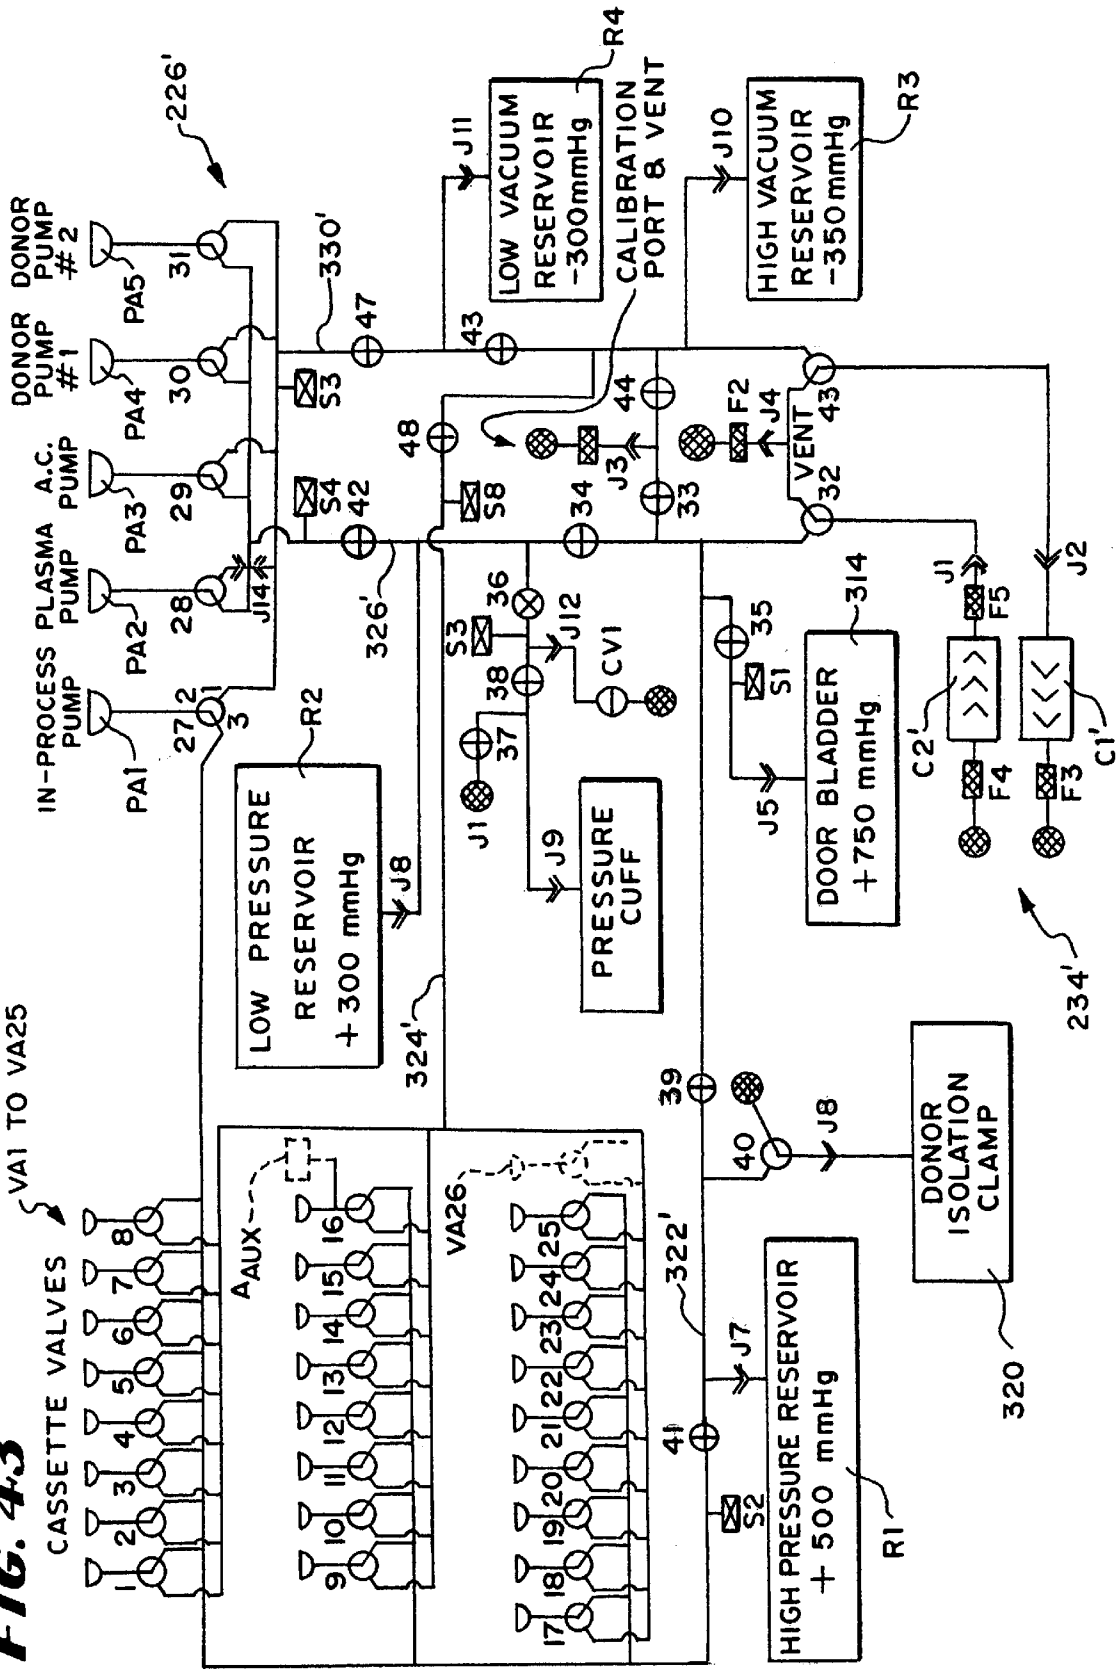 FIG. 43
CASSETTE VALVES
VA1 TO VA25
1
2
3
4
5
6
7
8
AAUX
9
10
11
12
13
14
15
16
VA26
17
18
19
20
21
22
23
24
25
IN-PROCESS
PUMP
PLASMA
PUMP
A.C.
PUMP
DONOR
PUMP
#1
DONOR
PUMP
#2
PA1
PA2
PA3
PA4
PA5
226'
27
2
1
3
28
J14
29
30
31
330'
S4
S3
42
47
326'
LOW PRESSURE
RESERVOIR
+300 mmHg
R2
J8
324'
48
S8
43
J11
LOW VACUUM
RESERVOIR
-300mmHg
R4
CALIBRATION
PORT & VENT
S3
36
38
37
J12
CV1
J1
J9
PRESSURE
CUFF
34
J3
33
44
J10
HIGH VACUUM
RESERVOIR
-350mmHg
R3
F2
J4
VENT
32
43
35
S1
J5
DOOR BLADDER
+750 mmHg
314
J1
F5
J2
C2'
C1'
F4
F3
234'
39
40
J8
DONOR
ISOLATION
CLAMP
320
322'
41
S2
J7
HIGH PRESSURE RESERVOIR
+ 500 mmHg
R1